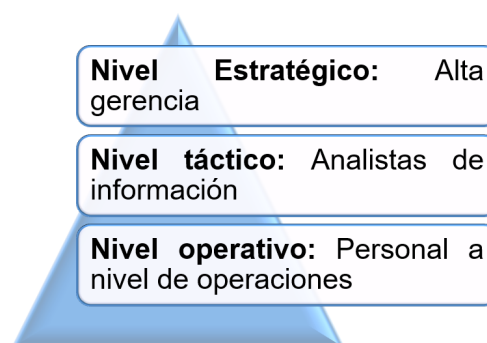 Nivel Estratégico: Alta
gerencia
Nivel táctico: Analistas de
información
Nivel operativo: Personal a
nivel de operaciones